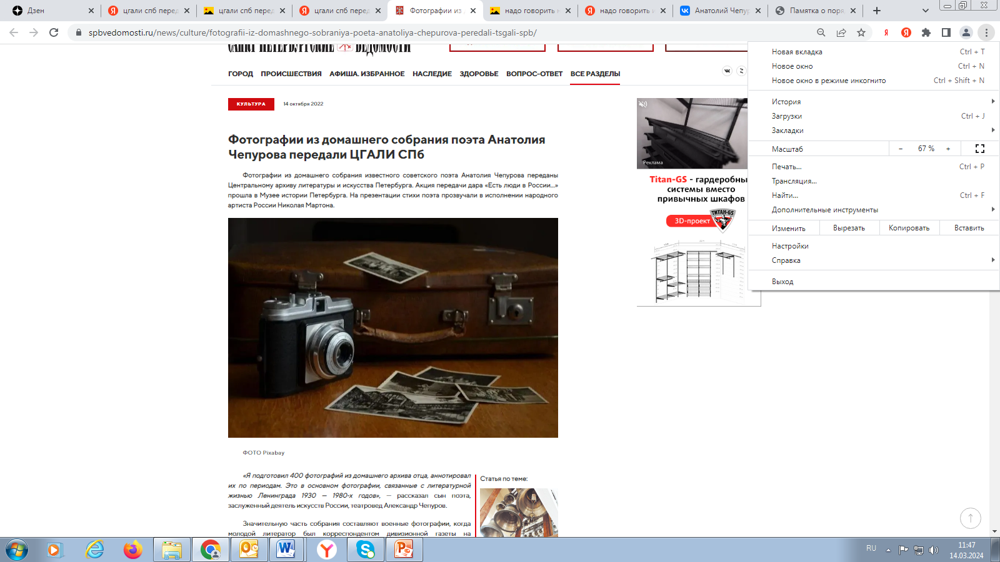 Дзен
цгали спб перед
цгали спб перед
цгали спб перед
Фотографии из
надо говорить
надо говорить и
Анатолий Чепур
Памятка о поря
spbvedomosti.ru/news/culture/fotografii-iz-domashnego-sobraniya-poeta-anatoliya-chepurova-peredali-tsgali-spb/
САНКТ-ПЕТЕРБУРГСКИЕ ВЕДОМОСТИ
ГОРОД ПРОИСШЕСТВИЯ АФИША. ИЗБРАННОЕ НАСЛЕДИЕ ЗДОРОВЬЕ ВОПРОС-ОТВЕТ ВСЕ РАЗДЕЛЫ
КУЛЬТУРА 14 октября 2022
Фотографии из домашнего собрания поэта Анатолия
Чепурова передали ЦГАЛИ СПб
Фотографии из домашнего собрания известного советского поэта Анатолия Чепурова переданы
Центральному архиву литературы и искусства Петербурга. Акция передачи дара «Есть люди в России...»
прошла в Музее истории Петербурга. На презентации стихи поэта прозвучали в исполнении народного
артиста России Николая Мартона.
ФОТО Pixabay
«Я подготовил 400 фотографий из домашнего архива отца, аннотировал
их по периодам. Это в основном фотографии, связанные с литературной
жизнью Ленинграда 1930 – 1980-х годов», – рассказал сын поэта,
заслуженный деятель искусств России, театровед Александр Чепуров.
Значительную часть собрания составляют военные фотографии, когда
молодой литератор был корреспондентом дивизионной газеты на
Статья по теме:
Реклама
Titan-GS - гардеробны
системы вместо
привычных шкафов
3D-проект
ТИТАН-GS
Новая вкладка Ctrl + T
Новое окно Ctrl + N
Новое окно в режиме инкогнито Ctrl + Shift + N
История
Загрузки Ctrl + J
Закладки
Масштаб − 67 % +
Печать... Ctrl + P
Трансляция...
Найти... Ctrl + F
Дополнительные инструменты
Изменить Вырезать Копировать Вставить
Настройки
Справка
Выход
RU
11:47
14.03.2024